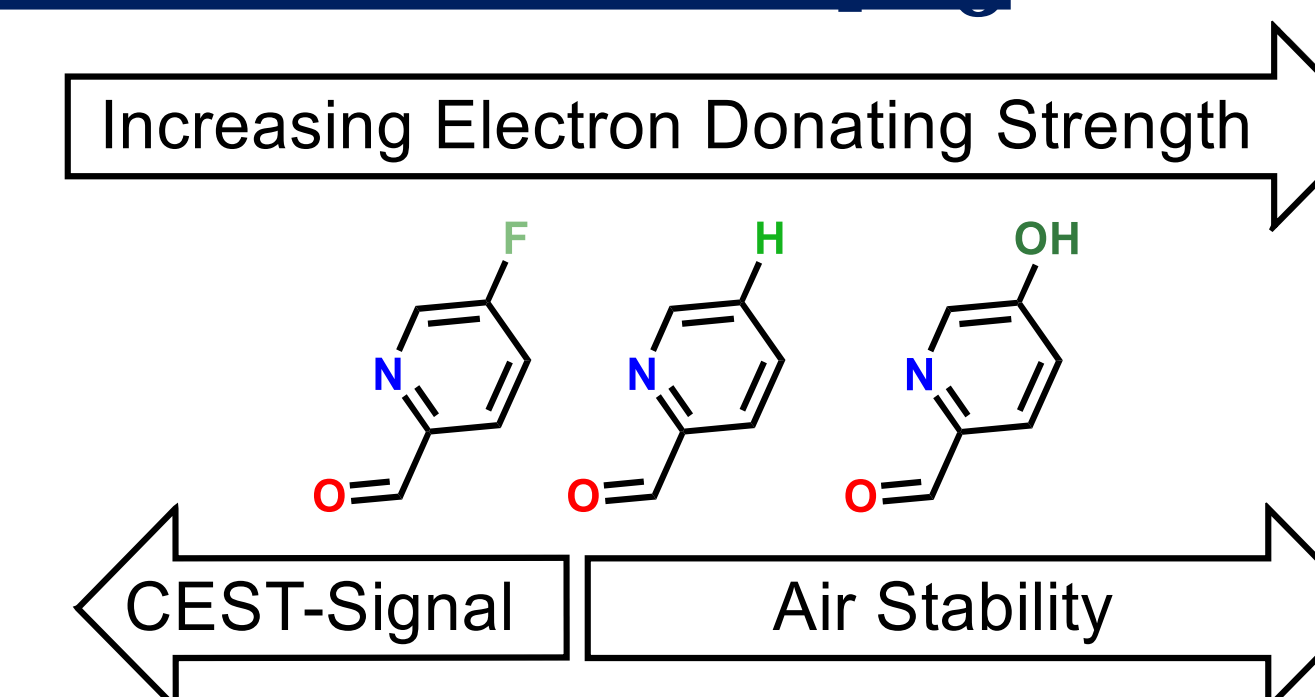 Increasing Electron Donating Strength
F H OH
N N N
O O O
CEST-Signal Air Stability